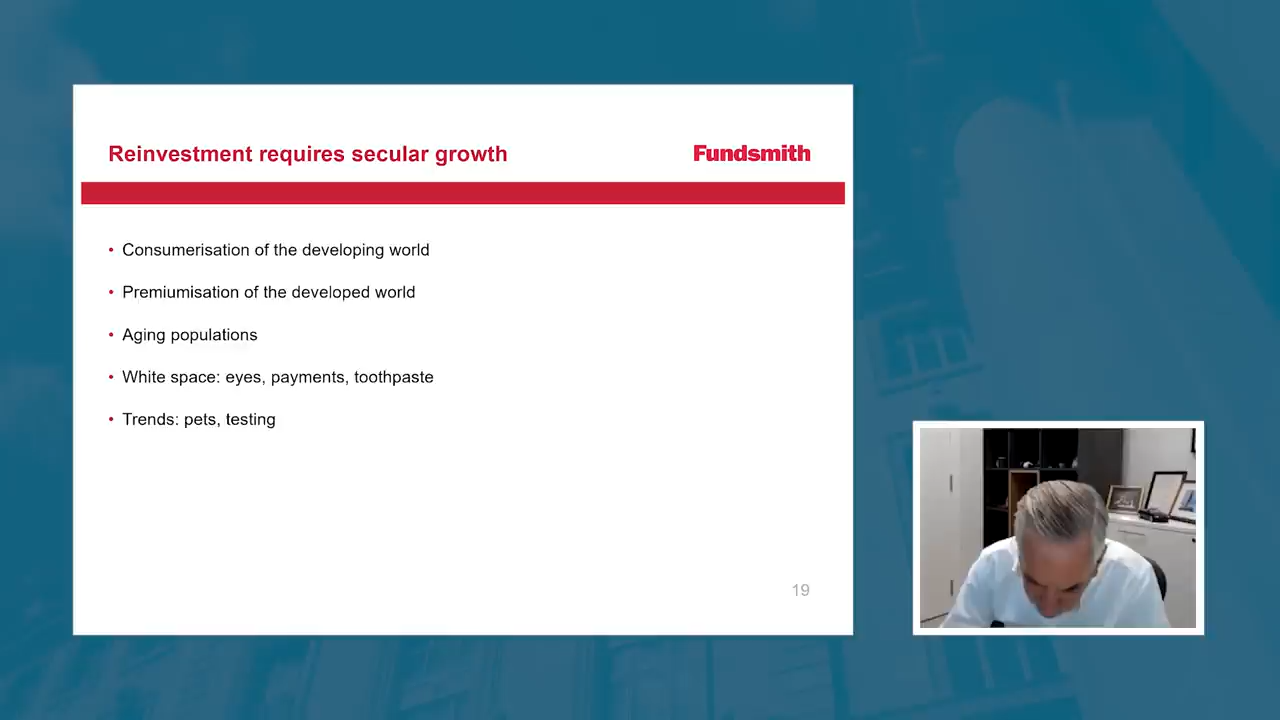 Reinvestment requires secular growth
Fundsmith
• Consumerisation of the developing world
• Premiumisation of the developed world
• Aging populations
• White space: eyes, payments, toothpaste
• Trends: pets, testing
19